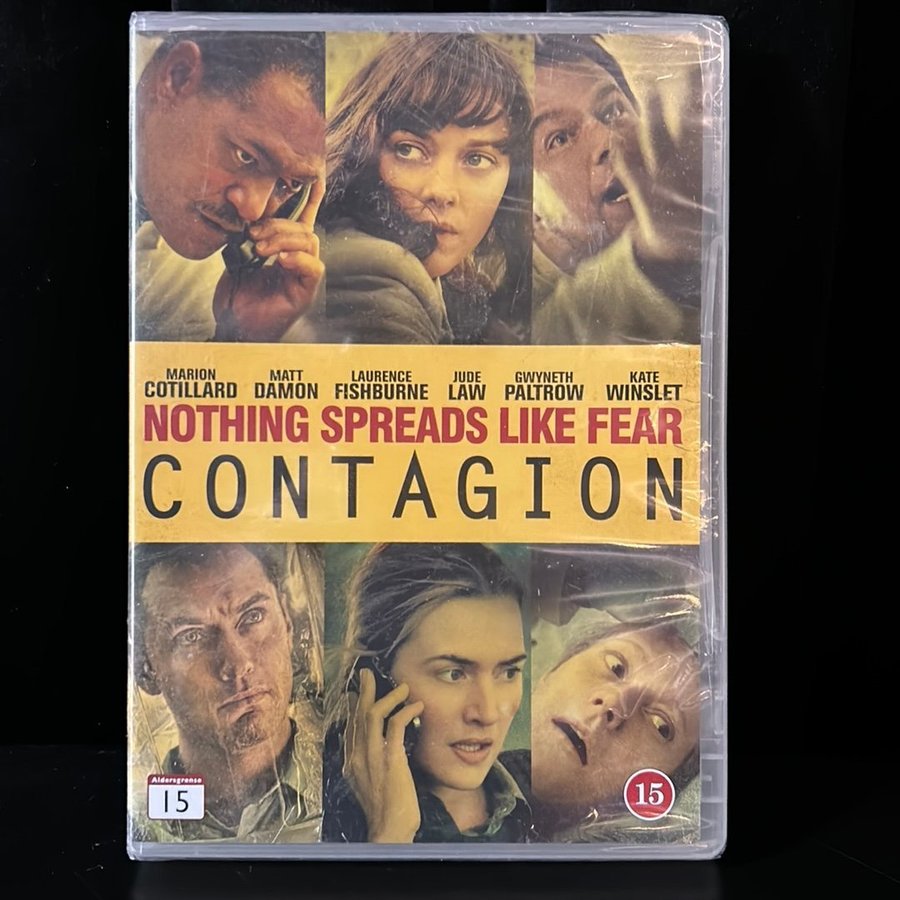 MARION MATT LAURENCE JUDE GWYNETH KATE
COTILLARD DAMON FISHBURNE LAW PALTROW WINSLET
NOTHING SPREADS LIKE FEAR
CONTAGION
Aldersgrense
15
15